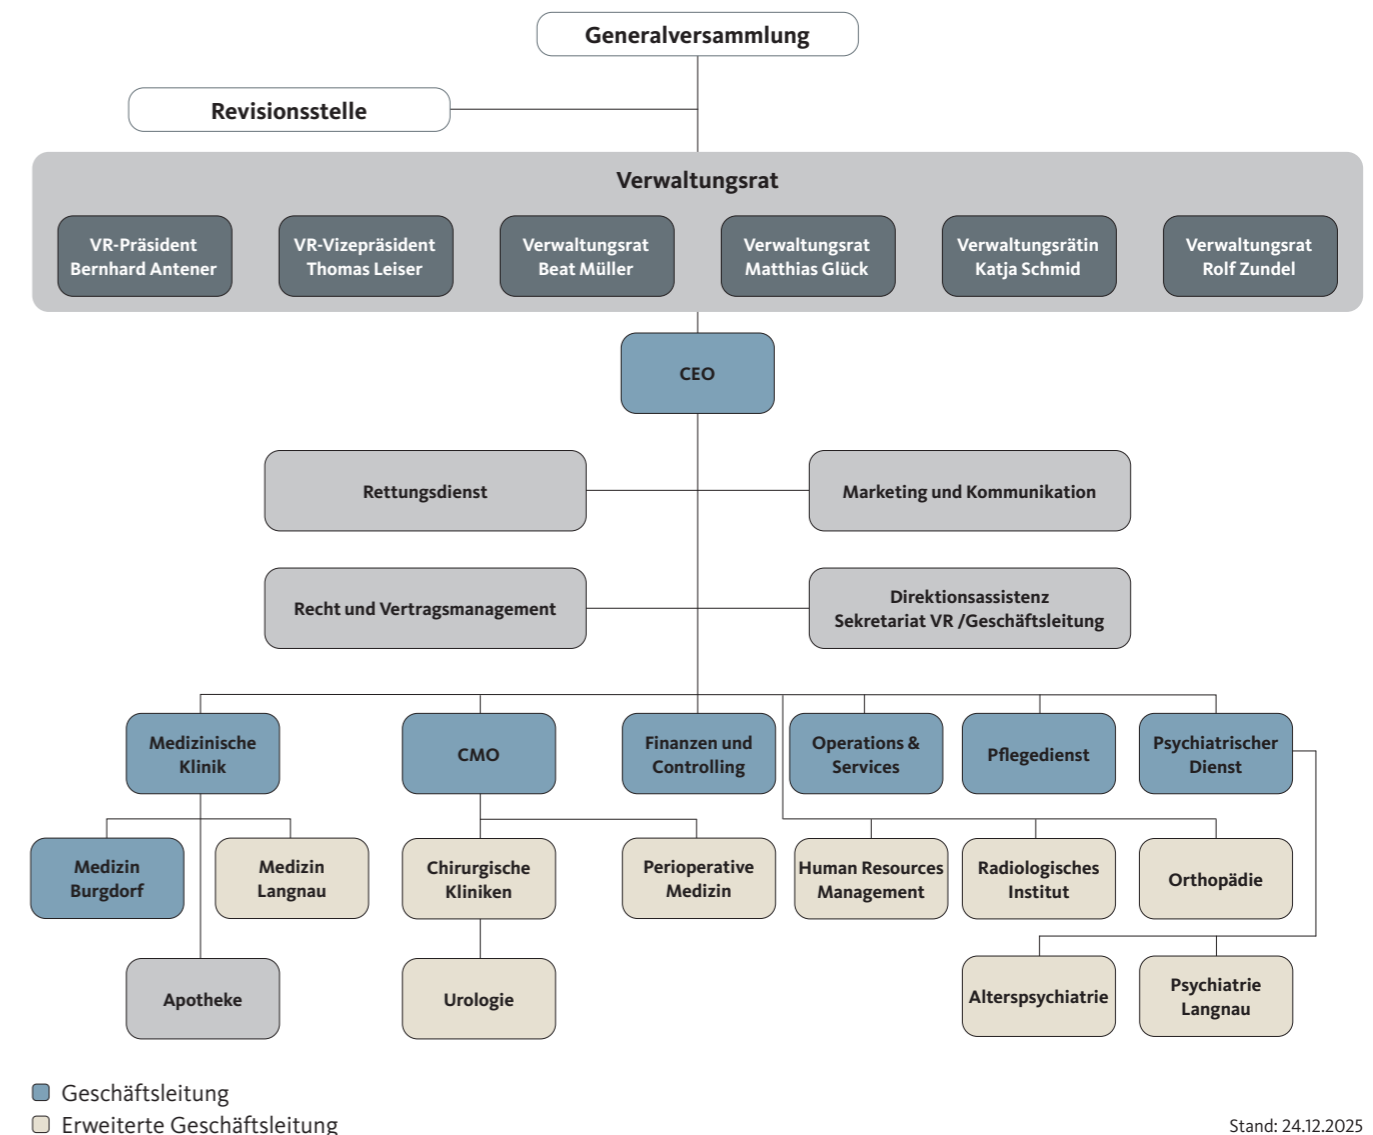 Generalversammlung
Revisionsstelle
Verwaltungsrat
VR-Präsident
Bernhard Antener
VR-Vizepräsident
Thomas Leiser
Verwaltungsrat
Beat Müller
Verwaltungsrat
Matthias Glück
Verwaltungsrätin
Katja Schmid
Verwaltungsrat
Rolf Zundel
CEO
Rettungsdienst
Marketing und Kommunikation
Recht und Vertragsmanagement
Direktionsassistenz
Sekretariat VR /Geschäftsleitung
Medizinische
Klinik
CMO
Finanzen und
Controlling
Operations &
Services
Pflegedienst
Psychiatrischer
Dienst
Medizin
Burgdorf
Medizin
Langnau
Chirurgische
Kliniken
Perioperative
Medizin
Human Resources
Management
Radiologisches
Institut
Orthopädie
Apotheke
Urologie
Alterspsychiatrie
Psychiatrie
Langnau
Geschäftsleitung
Erweiterte Geschäftsleitung
Stand: 24.12.2025